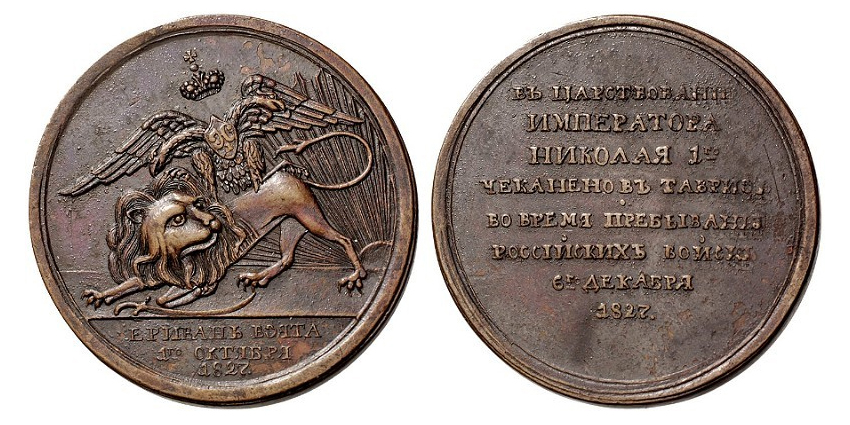 ЕРИВАНЬ ВЗЯТА
1ГО ОКТЯБРЯ
1827.
ВЪ ЦАРСТВОВАНІЕ
ИМПЕРАТОРА
НИКОЛАЯ 1ГО
ЧЕКАНЕНО ВЪ ТАВРИСѢ
ВО ВРЕМЯ ПРЕБЫВАНІЯ
РОССІЙСКИХЪ ВОЙСКЪ
6ГО ДЕКАБРЯ
1827.